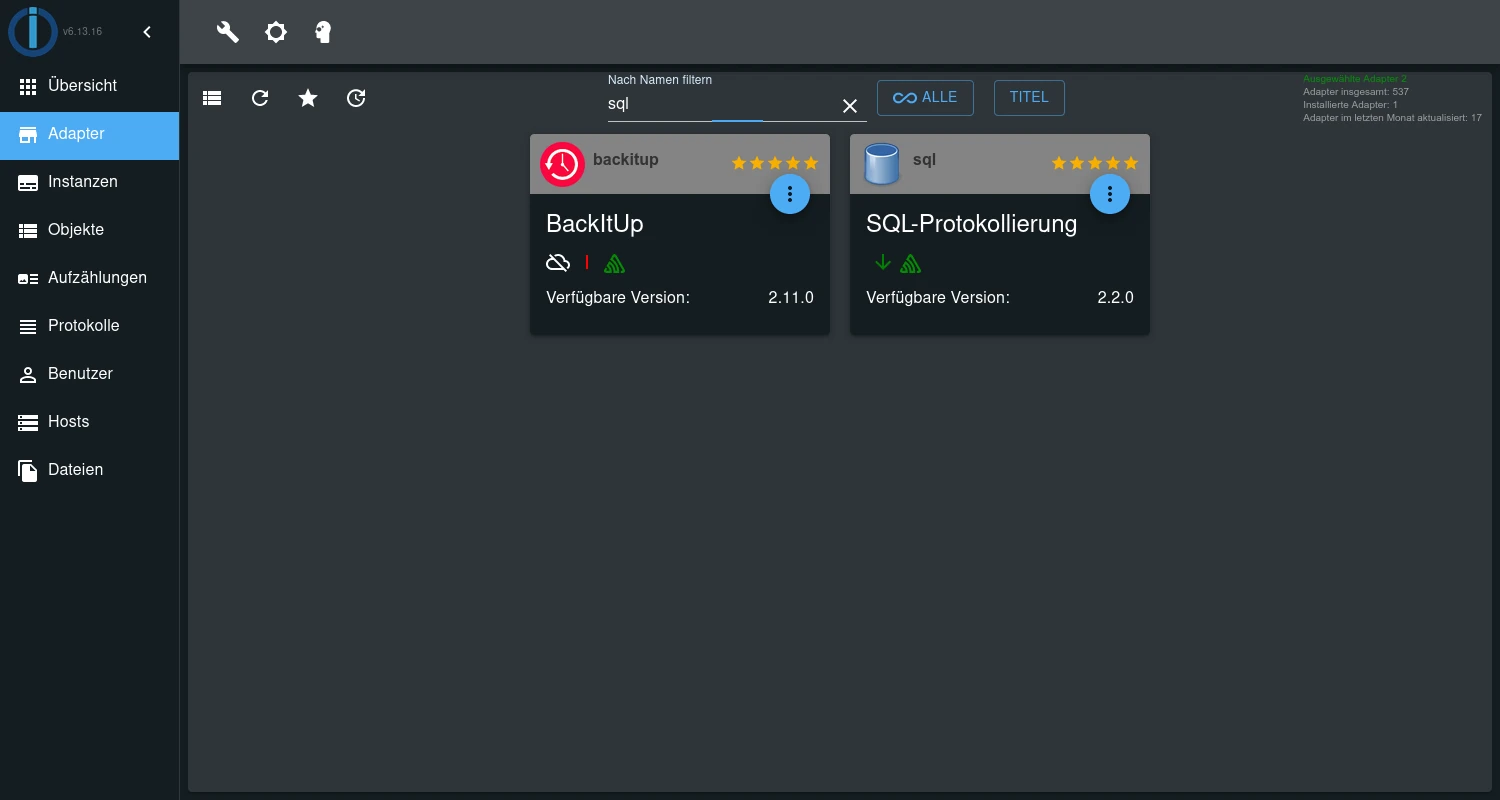 v6.13.16
Übersicht
Adapter
Instanzen
Objekte
Aufzählungen
Protokolle
Benutzer
Hosts
Dateien
Nach Namen filtern
sql
ALLE
TITEL
Ausgewählte Adapter 2
Adapter insgesamt: 537
Installierte Adapter: 1
Adapter im letzten Monat aktualisiert: 17
backitup
BackItUp
Verfügbare Version: 2.11.0
sql
SQL-Protokollierung
Verfügbare Version: 2.2.0